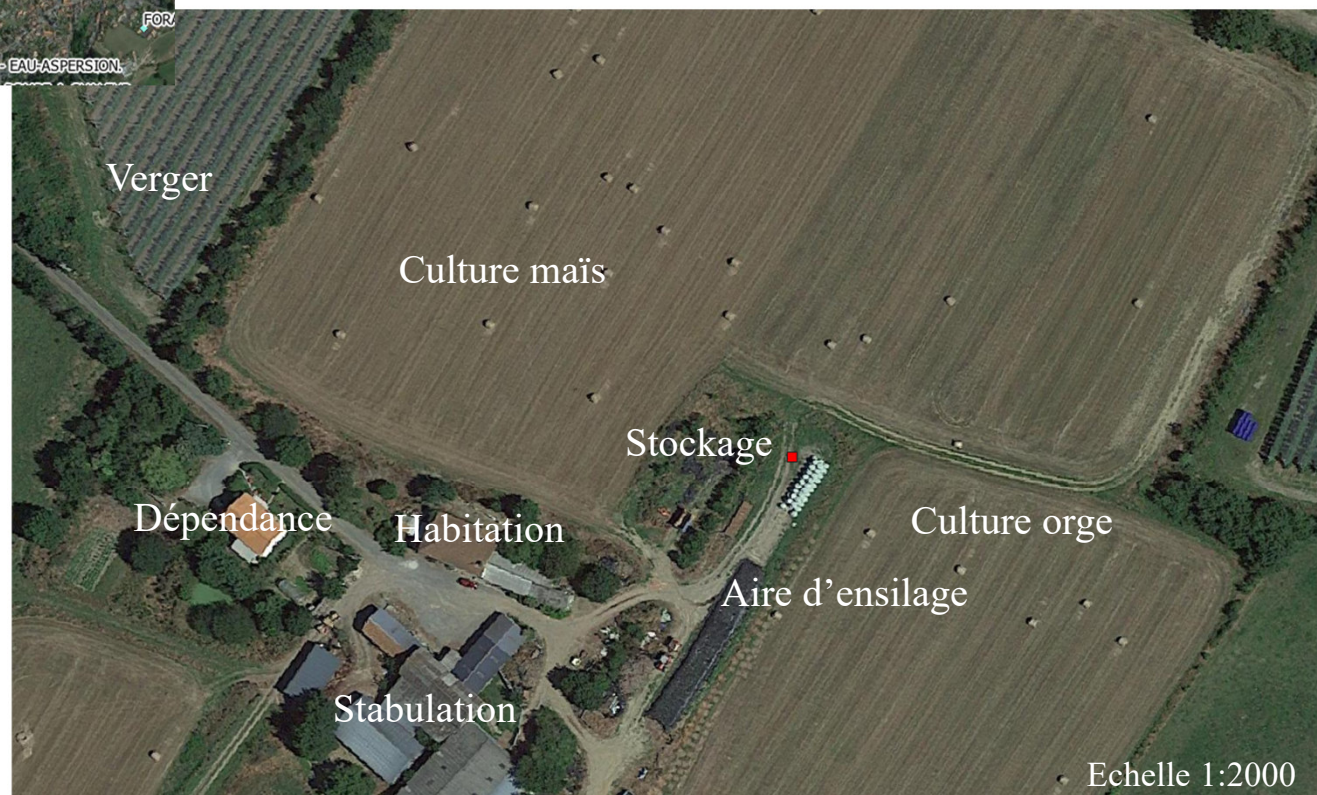 FOR
- EAU-ASPERSION.
Verger
Culture maïs
Stockage
Dépendance
Habitation
Culture orge
Aire d’ensilage
Stabulation
Echelle 1:2000